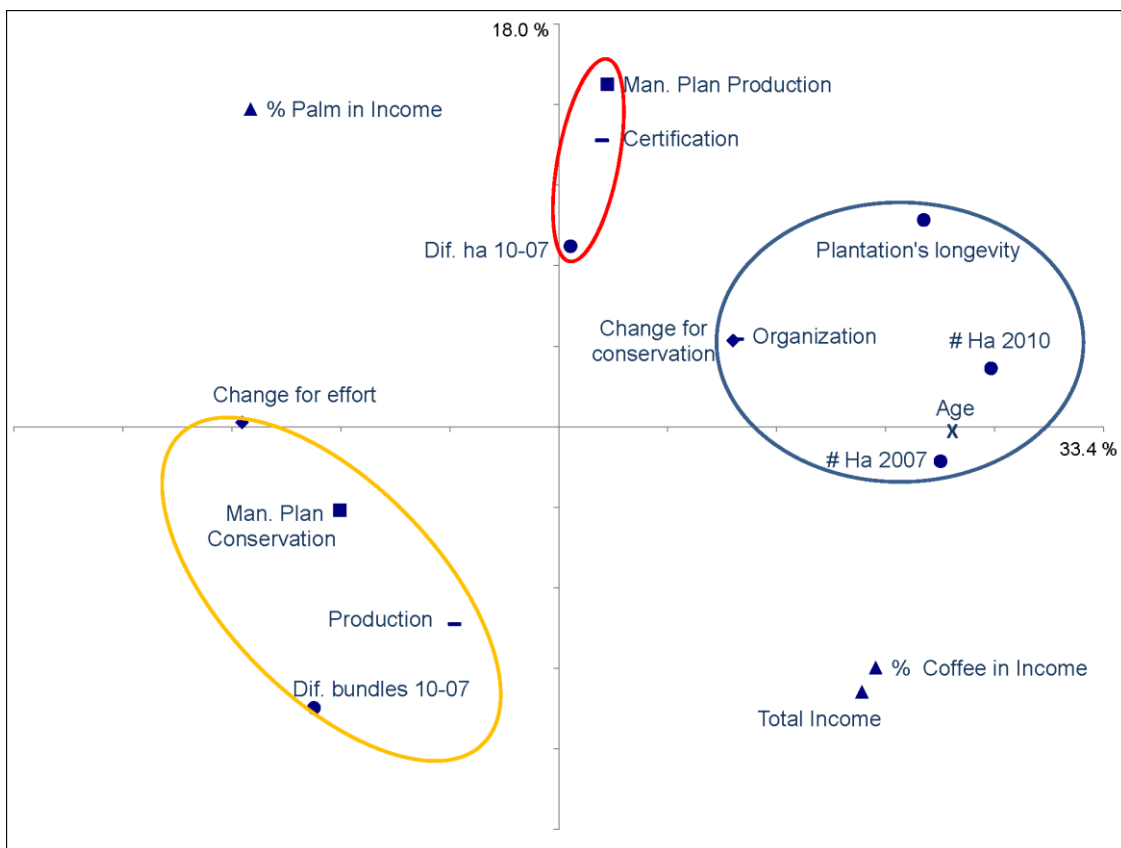 18.0 %
Man. Plan Production
% Palm in Income
Certification
Dif. ha 10-07
Plantation's longevity
Change for
conservation
Organization
# Ha 2010
Change for effort
Age
X
33.4 %
# Ha 2007
Man. Plan
Conservation
Production
Dif. bundles 10-07
% Coffee in Income
Total Income